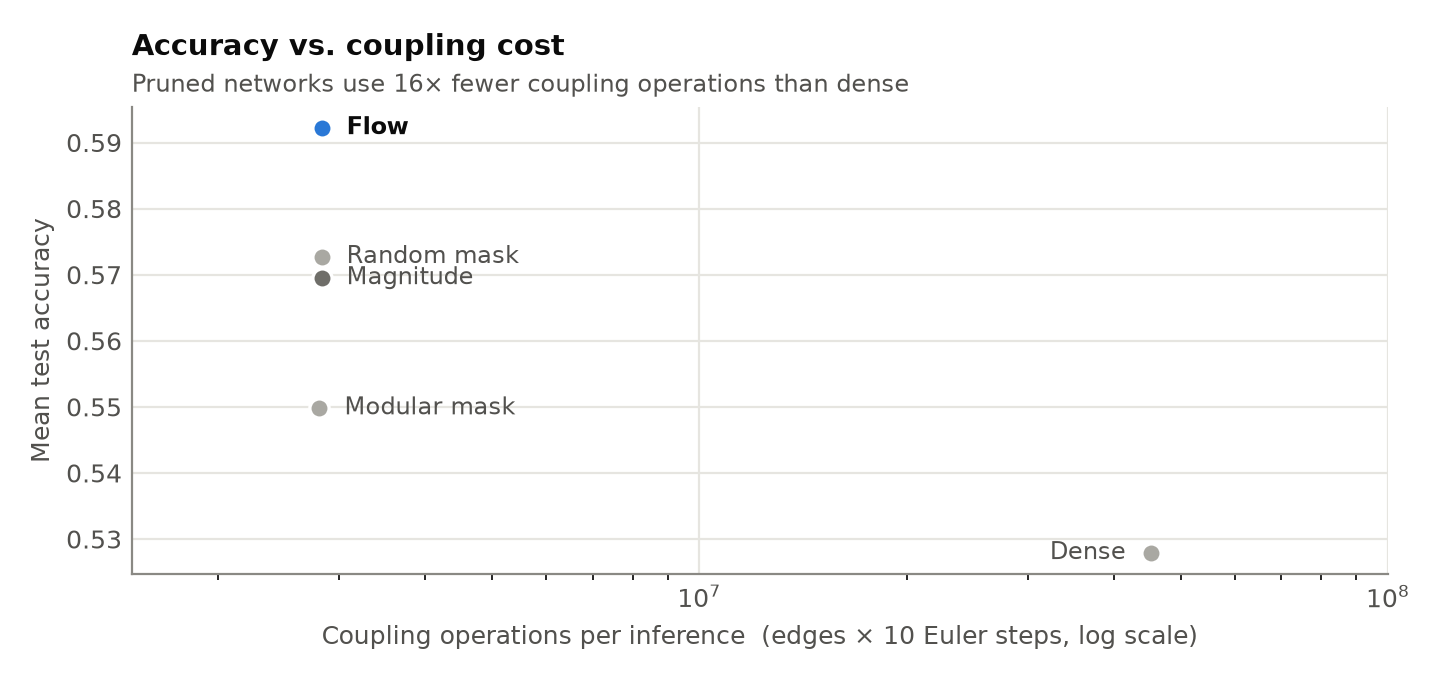 Accuracy vs. coupling cost
Pruned networks use 16× fewer coupling operations than dense
Mean test accuracy
0.59
0.58
0.57
0.56
0.55
0.54
0.53
Flow
Random mask
Magnitude
Modular mask
Dense
10⁷
10⁸
Coupling operations per inference (edges × 10 Euler steps, log scale)